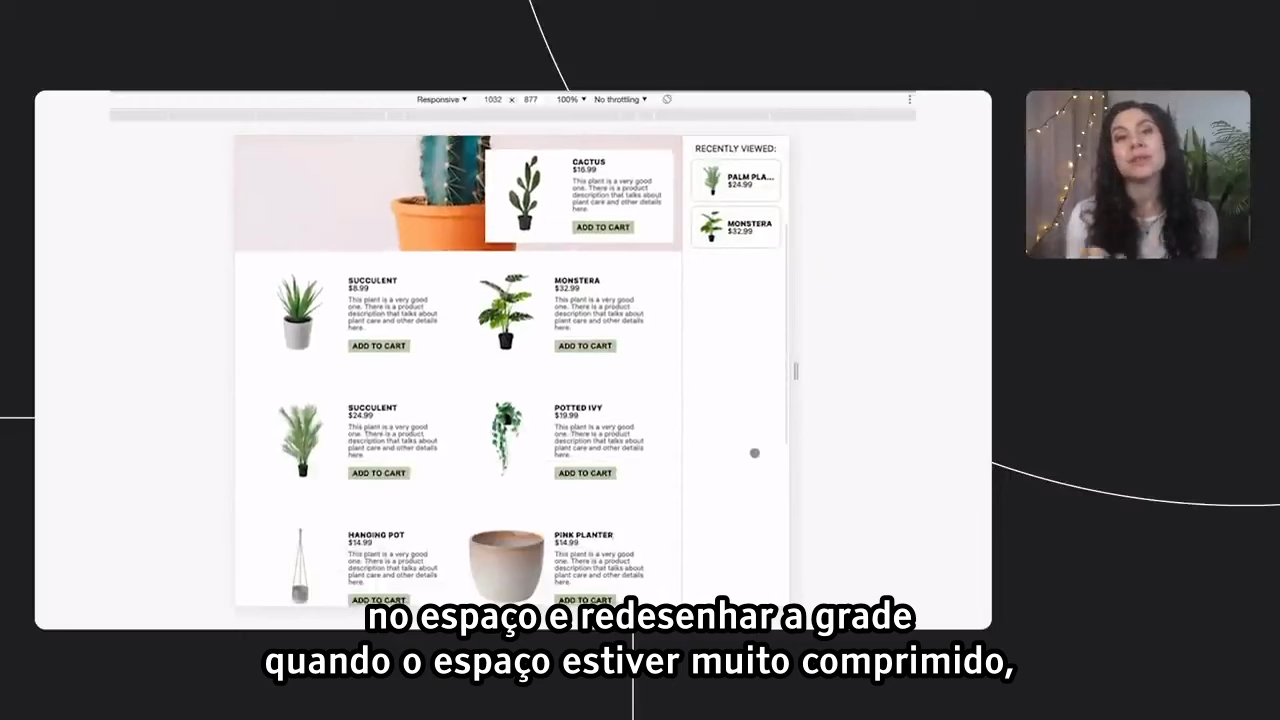 Responsive ▾ 1032 × 877 100% ▾ No throttling ▾
CACTUS
$16.99
This plant is a very good
one. There is a product
description that talks about
plant care and other details
here.
ADD TO CART
RECENTLY VIEWED:
PALM PLA...
$24.99
MONSTERA
$32.99
SUCCULENT
$8.99
This plant is a very good
one. There is a product
description that talks about
plant care and other details
here.
ADD TO CART
MONSTERA
$32.99
This plant is a very good
one. There is a product
description that talks about
plant care and other details
here.
ADD TO CART
SUCCULENT
$24.99
This plant is a very good
one. There is a product
description that talks about
plant care and other details
here.
ADD TO CART
POTTED IVY
$19.99
This plant is a very good
one. There is a product
description that talks about
plant care and other details
here.
ADD TO CART
HANGING POT
$14.99
This plant is a very good
one. There is a product
description that talks about
plant care and other details
here.
ADD TO CART
PINK PLANTER
$14.99
This plant is a very good
one. There is a product
description that talks about
plant care and other details
here.
ADD TO CART
no espaço e redesenhar a grade
quando o espaço estiver muito comprimido,